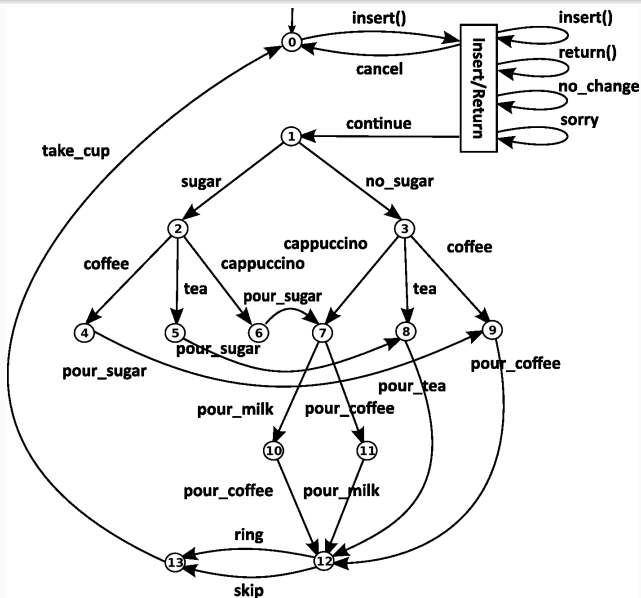 insert()
0
cancel
Insert/Return
insert()
return()
no_change
sorry
continue
1
take_cup
sugar
no_sugar
2
3
coffee
tea
cappuccino
cappuccino
tea
coffee
pour_sugar
4
5
6
7
8
9
pour_sugar
pour_sugar
pour_tea
pour_coffee
pour_milk
pour_coffee
10
11
pour_coffee
pour_milk
ring
13
12
skip